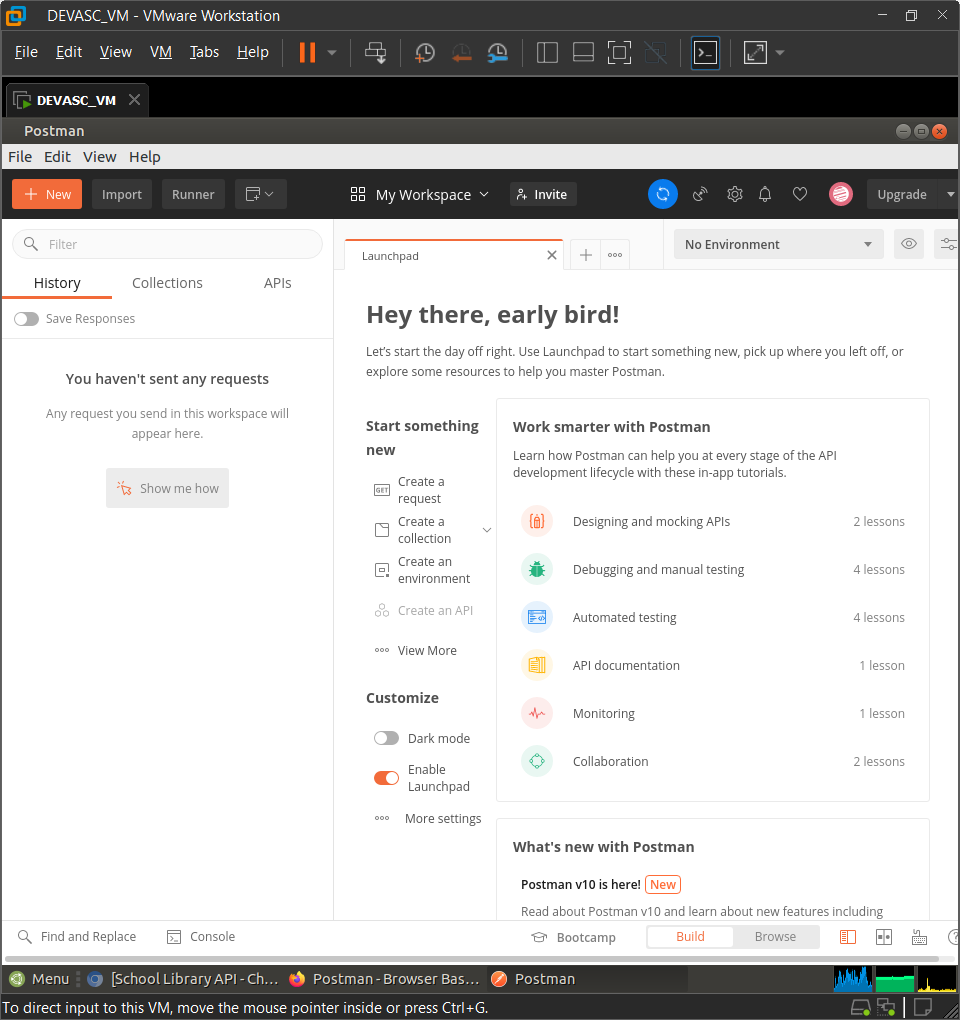 DEVASC_VM - VMware Workstation
File Edit View VM Tabs Help
DEVASC_VM
Postman
File Edit View Help
New Import Runner My Workspace Invite Upgrade
Filter
Launchpad
No Environment
History Collections APIs
Save Responses
You haven't sent any requests
Any request you send in this workspace will
appear here.
Show me how
Hey there, early bird!
Let's start the day off right. Use Launchpad to start something new, pick up where you left off, or
explore some resources to help you master Postman.
Start something
new
GET
Create a
request
Create a
collection
Create an
environment
Create an API
View More
Customize
Dark mode
Enable
Launchpad
More settings
Work smarter with Postman
Learn how Postman can help you at every stage of the API
development lifecycle with these in-app tutorials.
Designing and mocking APIs 2 lessons
Debugging and manual testing 4 lessons
Automated testing 4 lessons
API documentation 1 lesson
Monitoring 1 lesson
Collaboration 2 lessons
What's new with Postman
Postman v10 is here! New
Read about Postman v10 and learn about new features including
Find and Replace Console Bootcamp Build Browse
Menu [School Library API - Ch... Postman - Browser Bas... Postman
To direct input to this VM, move the mouse pointer inside or press Ctrl+G.